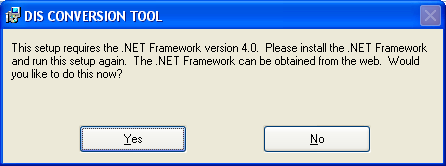 DIS CONVERSION TOOL
This setup requires the .NET Framework version 4.0.  Please install the .NET Framework
and run this setup again.  The .NET Framework can be obtained from the web.  Would
you like to do this now?
Yes
No